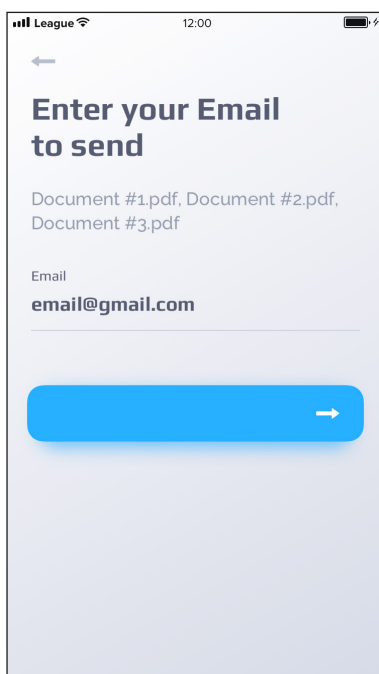 League 12:00
Enter your Email
to send
Document #1.pdf, Document #2.pdf,
Document #3.pdf
Email
email@gmail.com